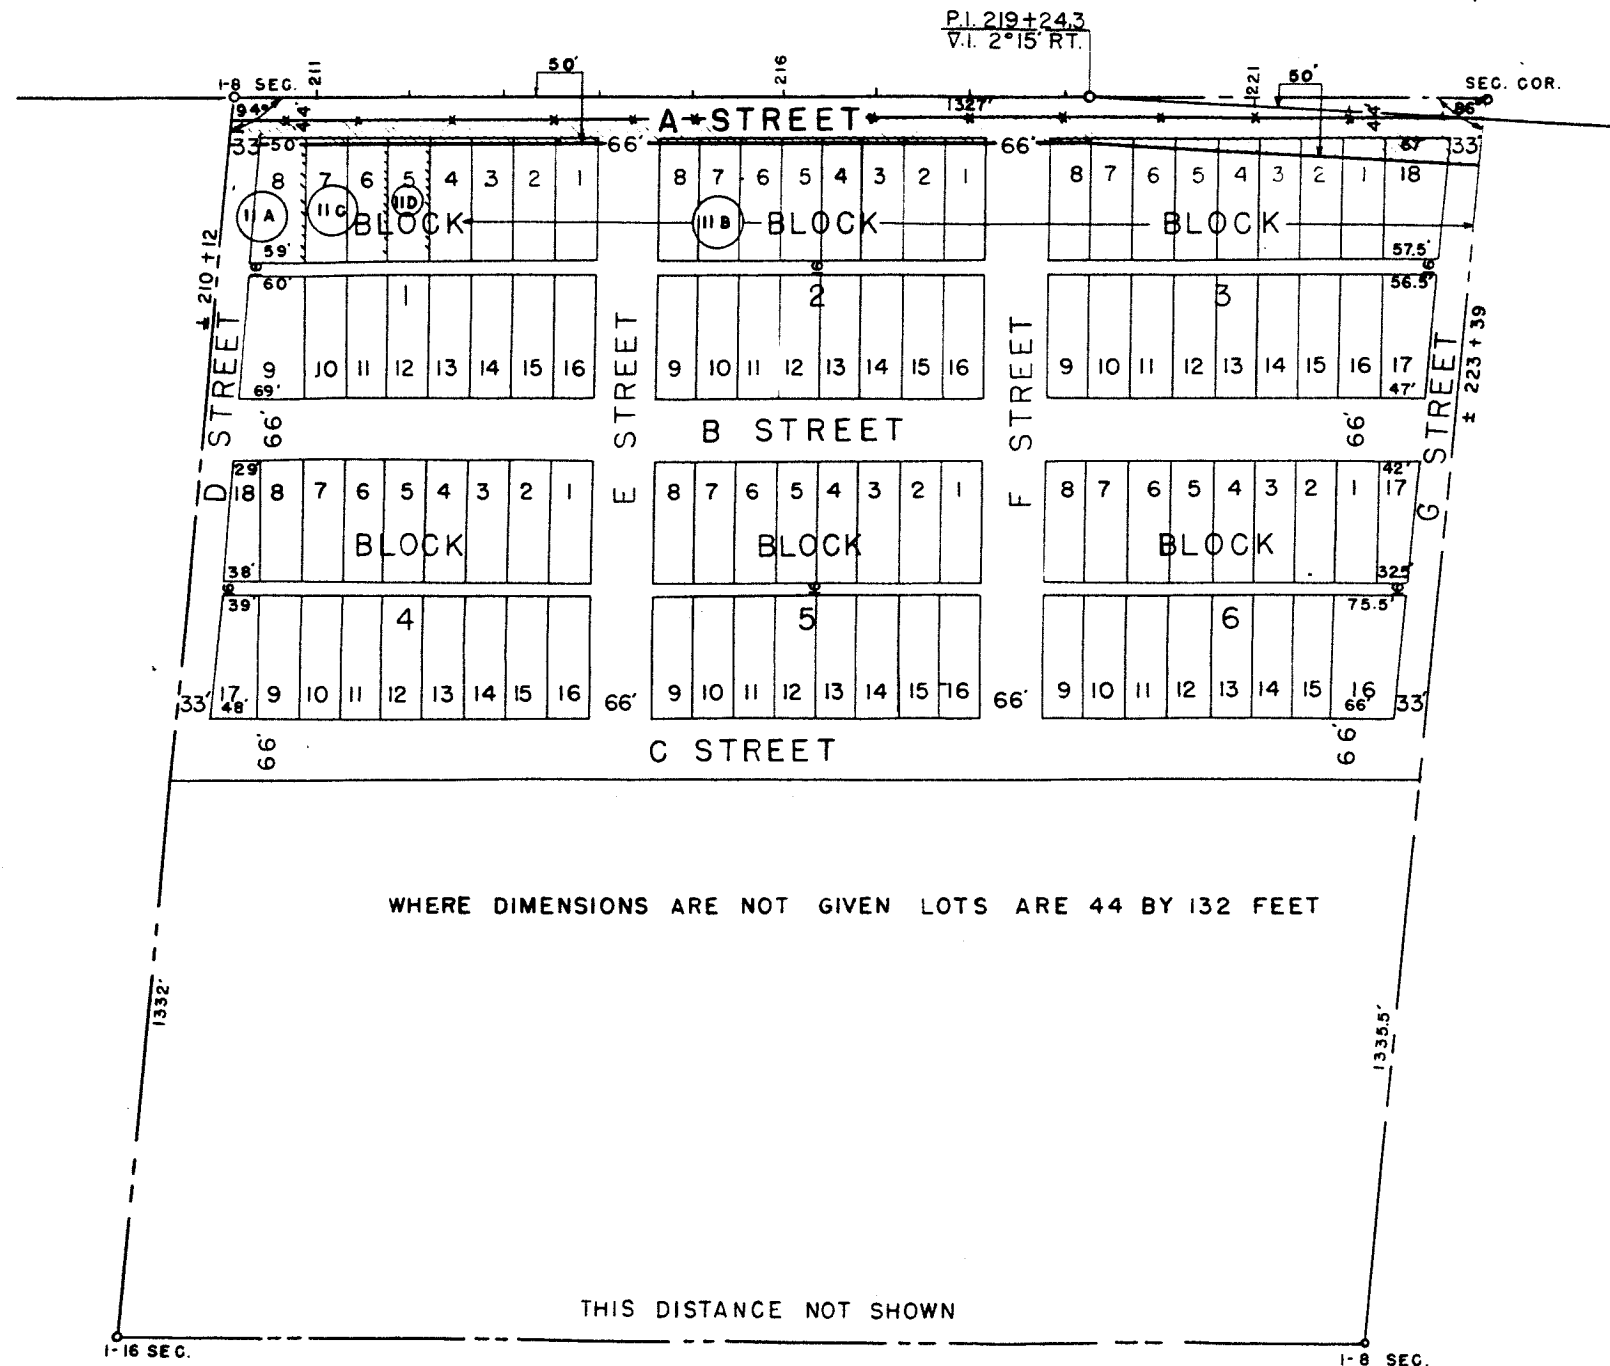 P.I. 219+24.3
∇.I. 2°15' RT.
1-8 SEC.
211
50'
216
221
50'
SEC. COR.
94°
44'
A STREET
1327'
44'
86°
33'
50'
66'
66'
67'
33'
8 7 6 5 4 3 2 1
8 7 6 5 4 3 2 1
8 7 6 5 4 3 2 1 18
11A
11C
11D
BLOCK
111B
BLOCK
BLOCK
59'
57.5'
16
16
16
60'
56.5'
1
2
3
± 210+12
D STREET
E STREET
F STREET
G STREET
± 223+39
9 10 11 12 13 14 15 16
9 10 11 12 13 14 15 16
9 10 11 12 13 14 15 16 17
69'
47'
66'
B STREET
66'
29'
42'
18 8 7 6 5 4 3 2 1
8 7 6 5 4 3 2 1
8 7 6 5 4 3 2 1 17
BLOCK
BLOCK
BLOCK
38'
32.5'
16
16
16
39'
75.5'
4
5
6
17 9 10 11 12 13 14 15 16
9 10 11 12 13 14 15 16
9 10 11 12 13 14 15 16
33'
48'
66'
66'
66'
33'
66'
C STREET
66'
WHERE DIMENSIONS ARE NOT GIVEN LOTS ARE 44 BY 132 FEET
1332'
1335.5'
THIS DISTANCE NOT SHOWN
1-16 SEC.
1-8 SEC.